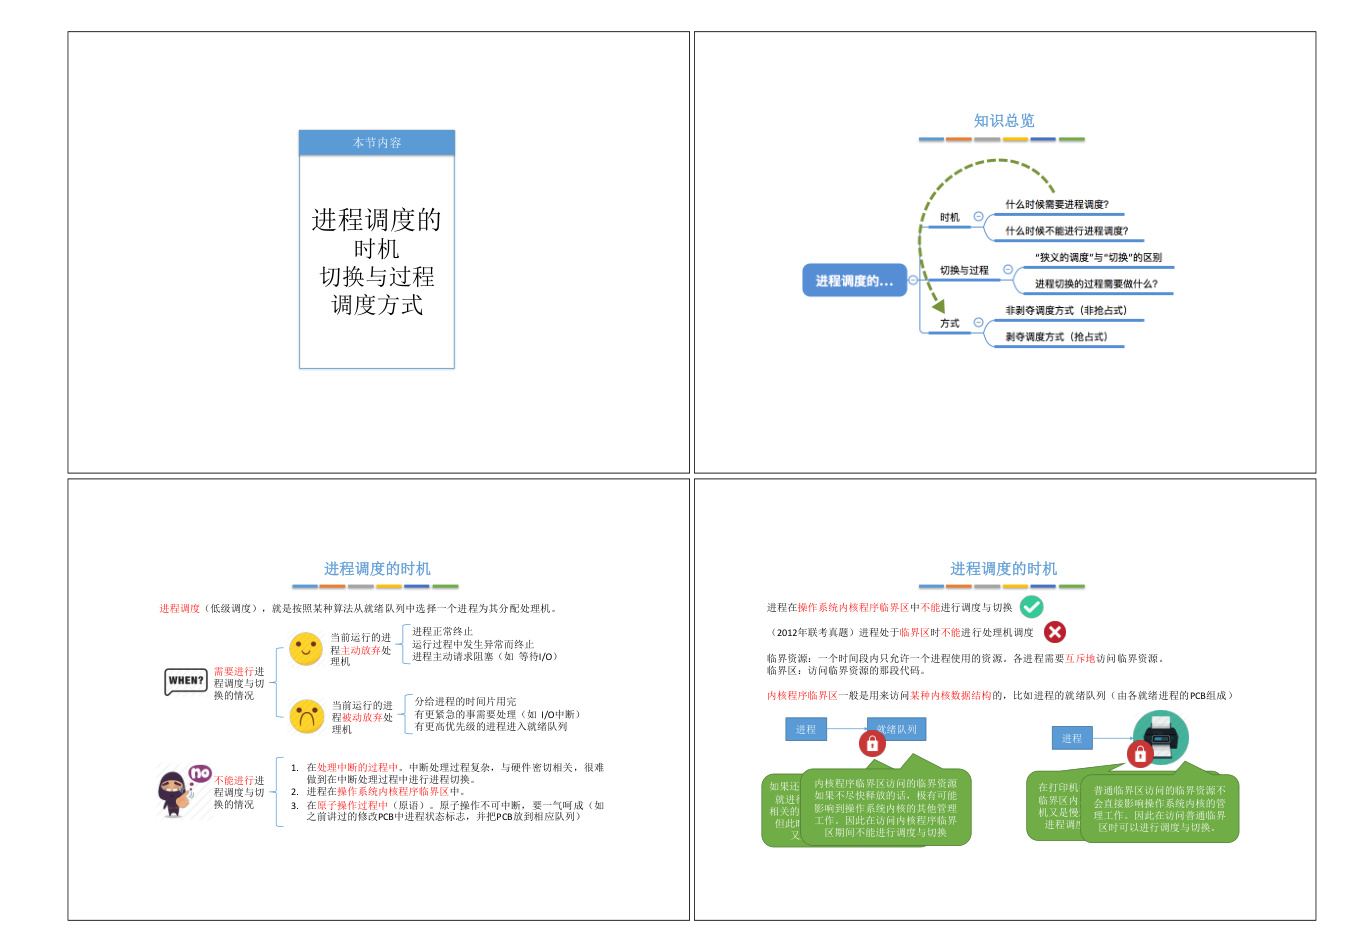 本节内容
进程调度的
时机
切换与过程
调度方式
知识总览
进程调度的...
时机
什么时候需要进程调度?
什么时候不能进行进程调度?
切换与过程
“狭义的调度”与“切换”的区别
进程切换的过程需要做什么?
方式
非剥夺调度方式（非抢占式）
剥夺调度方式（抢占式）
进程调度的时机
进程调度（低级调度），就是按照某种算法从就绪队列中选择一个进程为其分配处理机。
WHEN?
需要进行进
程调度与切
换的情况
当前运行的进
程主动放弃处
理机
进程正常终止
运行过程中发生异常而终止
进程主动请求阻塞（如 等待I/O）
当前运行的进
程被动放弃处
理机
分给进程的时间片用完
有更紧急的事需要处理（如 I/O中断）
有更高优先级的进程进入就绪队列
no
不能进行进
程调度与切
换的情况
1. 在处理中断的过程中。中断处理过程复杂，与硬件密切相关，很难
做到在中断处理过程中进行进程切换。
2. 进程在操作系统内核程序临界区中。
3. 在原子操作过程中（原语）。原子操作不可中断，要一气呵成（如
之前讲过的修改PCB中进程状态标志，并把PCB放到相应队列）
进程调度的时机
进程在操作系统内核程序临界区中不能进行调度与切换
（2012年联考真题）进程处于临界区时不能进行处理机调度
临界资源：一个时间段内只允许一个进程使用的资源。各进程需要互斥地访问临界资源。
临界区：访问临界资源的那段代码。
内核程序临界区一般是用来访问某种内核数据结构的，比如进程的就绪队列（由各就绪进程的PCB组成）
进程
就绪队列
如果还
就进行
相关的
但此时
又
内核程序临界区访问的临界资源
如果不尽快释放的话，极有可能
影响到操作系统内核的其他管理
工作。因此在访问内核程序临界
区期间不能进行调度与切换
进程
在打印机
临界区内
机又是慢
进程调度
普通临界区访问的临界资源不
会直接影响操作系统内核的管
理工作。因此在访问普通临界
区时可以进行调度与切换。